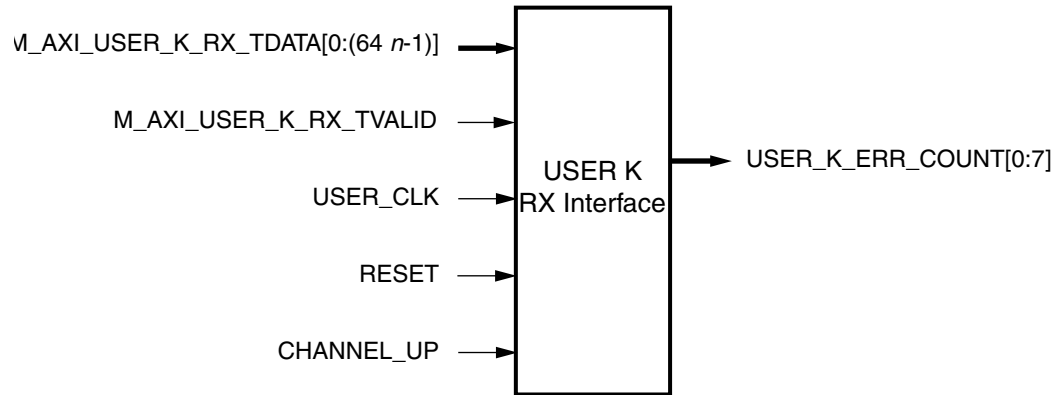 M_AXI_USER_K_RX_TDATA[0:(64 n-1)]
M_AXI_USER_K_RX_TVALID
USER_CLK
RESET
CHANNEL_UP
USER K
RX Interface
USER_K_ERR_COUNT[0:7]